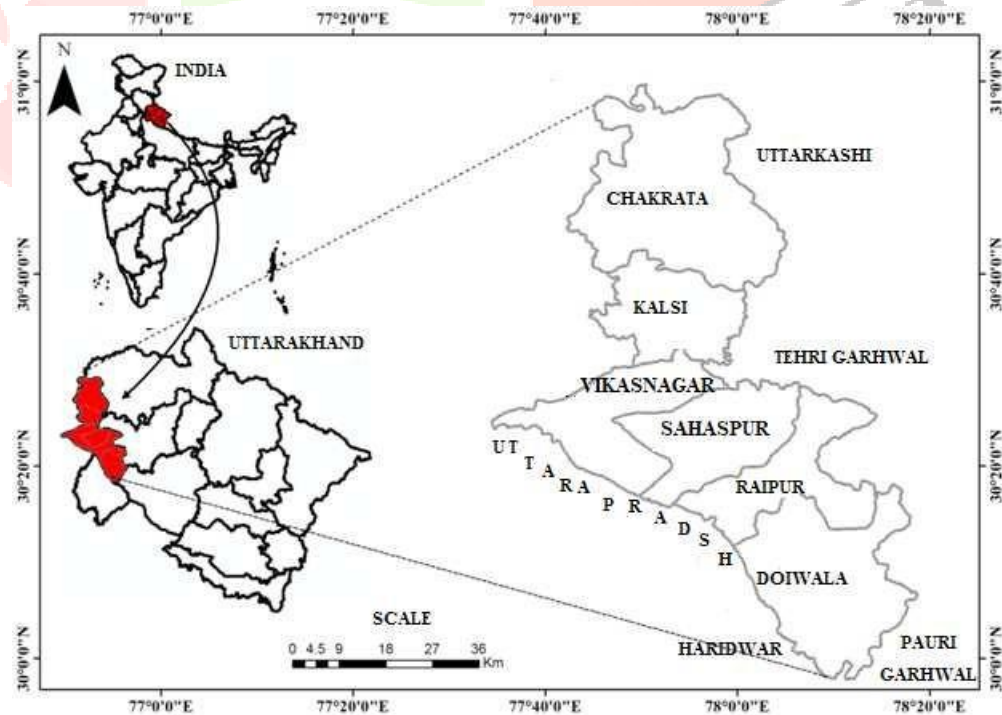 77°0'0"E 77°20'0"E 77°40'0"E 78°0'0"E 78°20'0"E
N
INDIA
31°0'0"N
31°0'0"N
UTTARKASHI
CHAKRATA
30°40'0"N
30°40'0"N
KALSI
UTTARAKHAND
TEHRI GARHWAL
VIKASNAGAR
SAHASPUR
UTTARA PRADSH
30°20'0"N
30°20'0"N
RAIPUR
DOIWALA
SCALE
0 4.5 9 18 27 36
Km
HARIDWAR
PAURI
GARHWAL
30°0'0"N
30°0'0"N
77°0'0"E 77°20'0"E 77°40'0"E 78°0'0"E 78°20'0"E